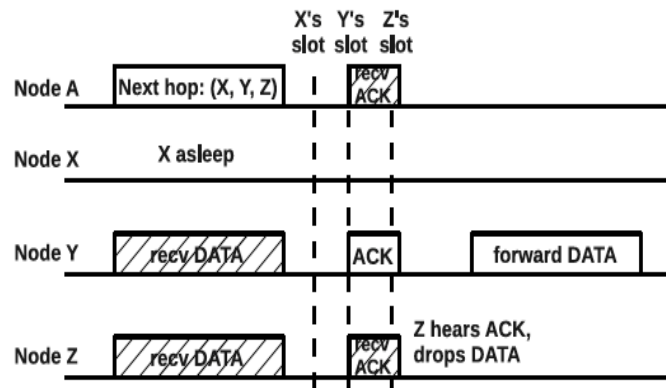 X's Y's Z's
slot slot slot
Node A
Next hop: (X, Y, Z)
recv
ACK
Node X
X asleep
Node Y
recv DATA
ACK
forward DATA
Node Z
recv DATA
recv
ACK
Z hears ACK,
drops DATA